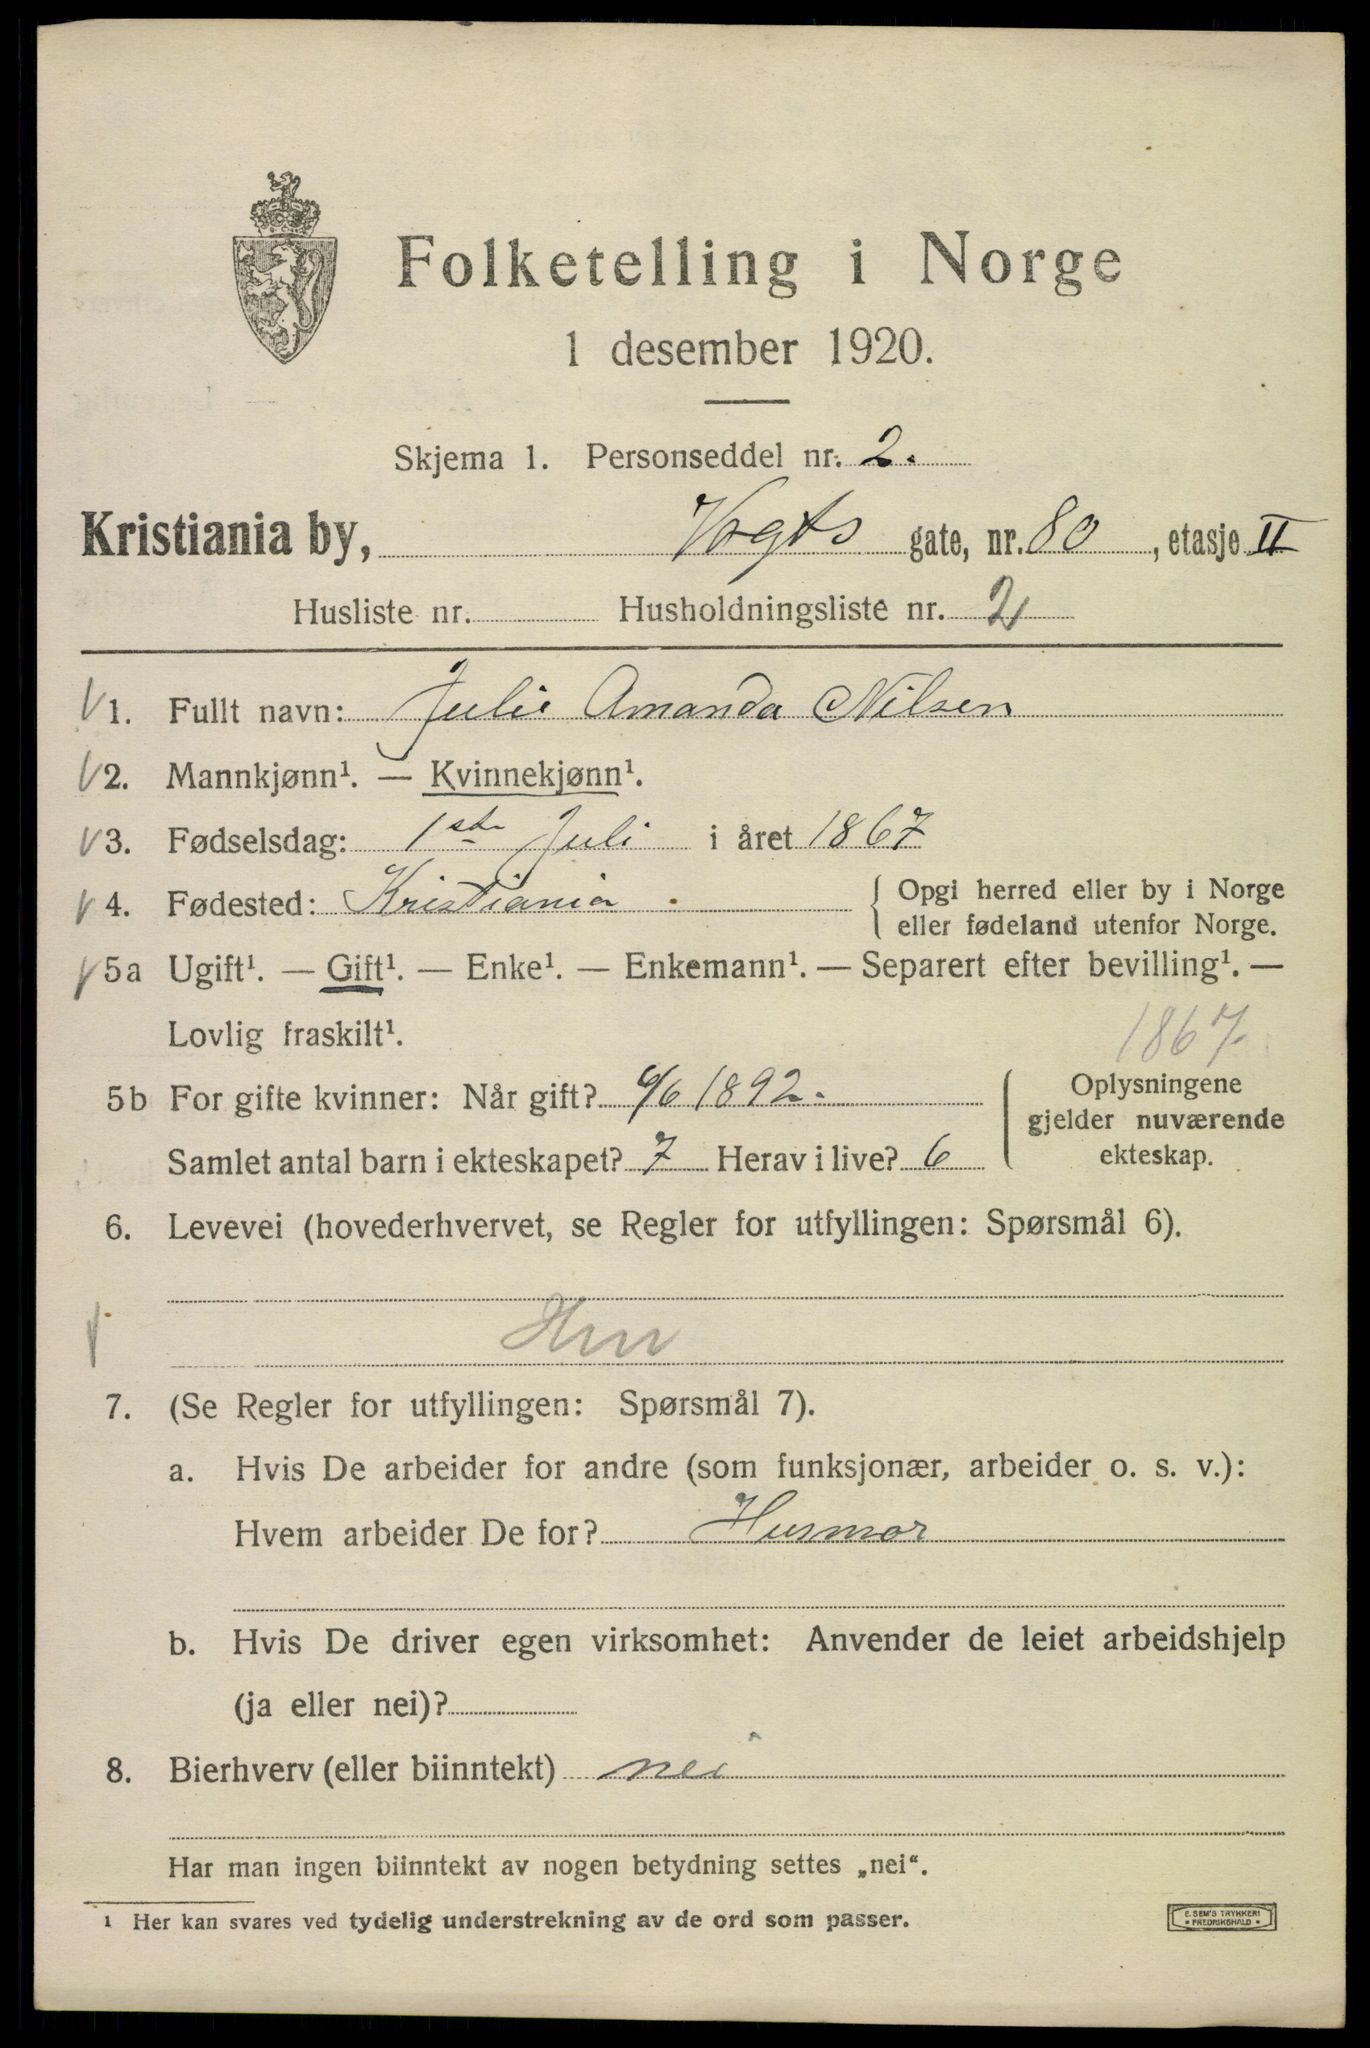 Folketelling i Norge
1 desember 1920.
Skjema 1. Personseddel nr. 2.
Kristiania by, Vogts gate, nr. 80, etasje II
Husliste nr. Husholdningsliste nr. 2
1. Fullt navn: Julie Amanda Nilsen
2. Mannkjønn¹. — Kvinnekjønn¹.
3. Fødselsdag: 1ste Juli i året 1867
4. Fødested: Kristiania. { Opgi herred eller by i Norge
eller fødeland utenfor Norge.
5a Ugift¹. — Gift¹. — Enke¹. — Enkemann¹. — Separert efter bevilling¹. —
Lovlig fraskilt¹.
1867
5b For gifte kvinner: Når gift? 6/6 1892.
Samlet antal barn i ekteskapet? 7 Herav i live? 6
Oplysningene
gjelder nuværende
ekteskap.
6. Levevei (hovederhvervet, se Regler for utfyllingen: Spørsmål 6).
7. (Se Regler for utfyllingen: Spørsmål 7).
a. Hvis De arbeider for andre (som funksjonær, arbeider o. s. v.):
Hvem arbeider De for? Husmor
b. Hvis De driver egen virksomhet: Anvender de leiet arbeidshjelp
(ja eller nei)?
8. Bierhverv (eller biinntekt) nei
Har man ingen biinntekt av nogen betydning settes „nei“.
¹ Her kan svares ved tydelig understrekning av de ord som passer.
E. SEM'S TRYKKERI
FREDRIKSHALD